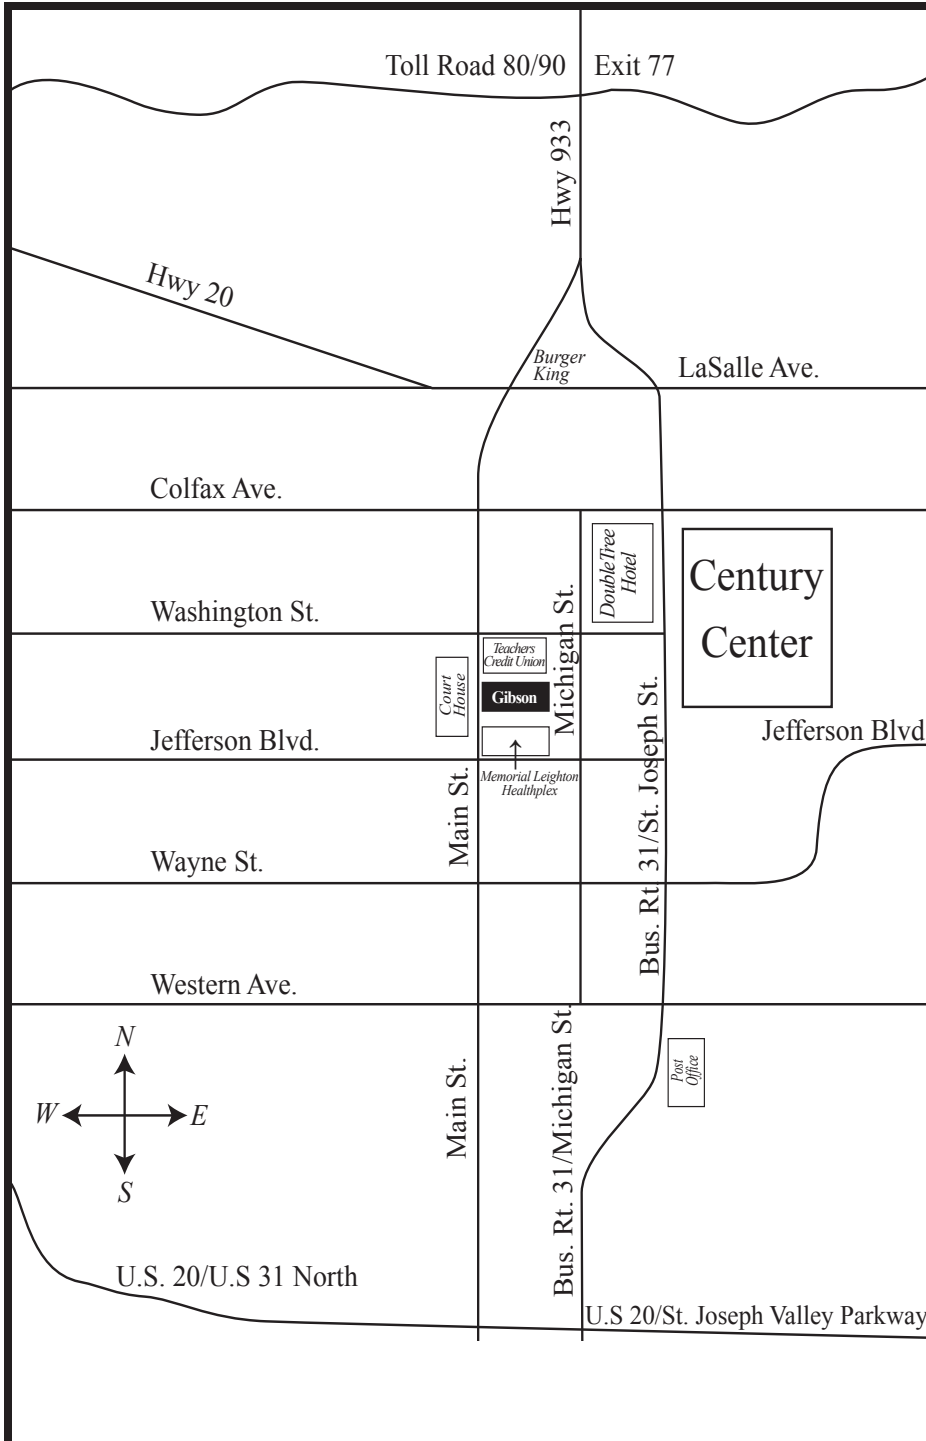 Toll Road 80/90
Exit 77
Hwy 933
Hwy 20
Burger
King
LaSalle Ave.
Colfax Ave.
DoubleTree
Hotel
Century
Center
Washington St.
Michigan St.
Teachers
Credit Union
Court
House
Gibson
Bus. Rt. 31/St. Joseph St.
Jefferson Blvd.
Jefferson Blvd
Memorial Leighton
Healthplex
Main St.
Wayne St.
Western Ave.
Bus. Rt. 31/Michigan St.
Post
Office
Main St.
N
W
E
S
U.S. 20/U.S 31 North
U.S 20/St. Joseph Valley Parkway